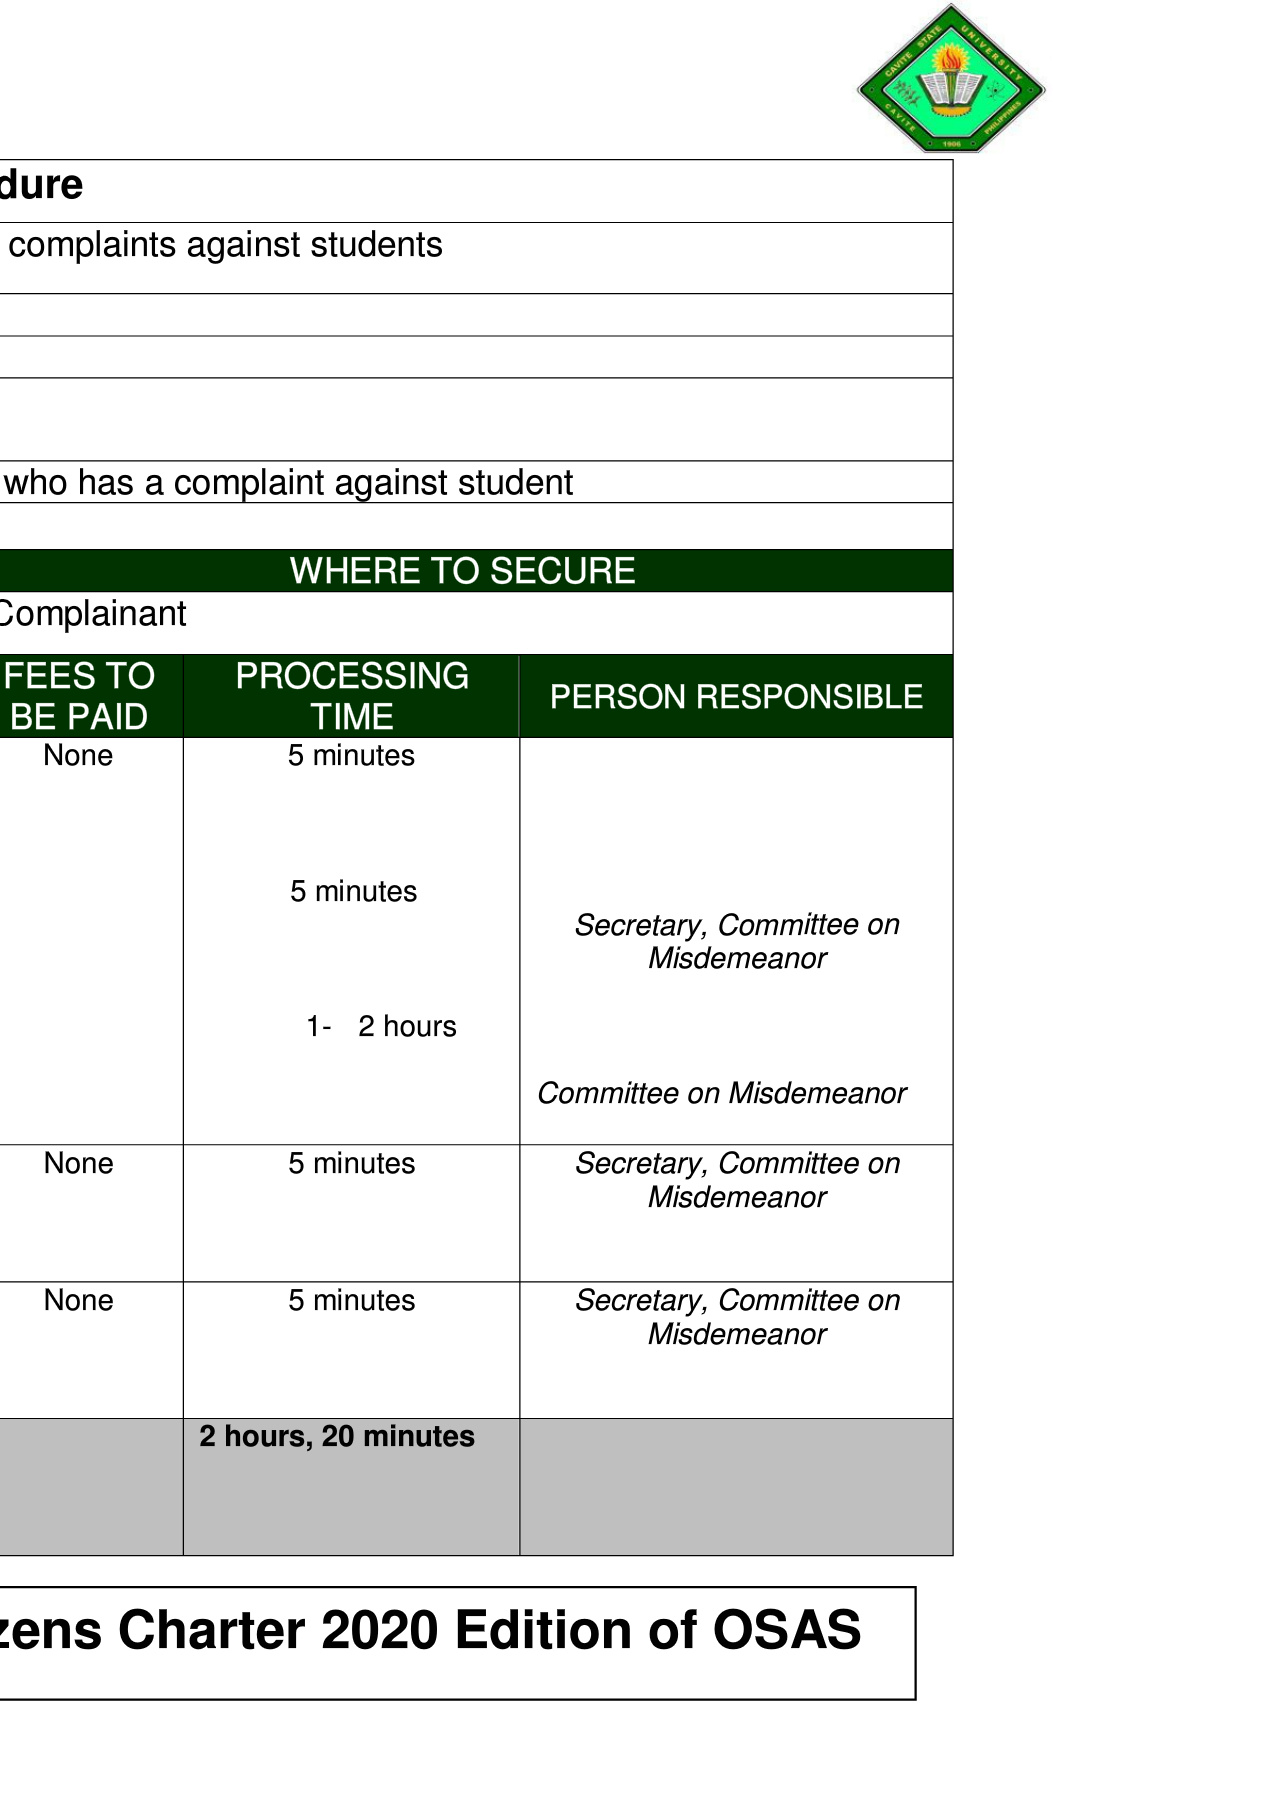 CAVITE STATE UNIVERSITY
CAVITE
1906
PHILIPPINES
dure
complaints against students
who has a complaint against student
WHERE TO SECURE
Complainant
FEES TO
BE PAID
PROCESSING
TIME
PERSON RESPONSIBLE
None
5 minutes
5 minutes
Secretary, Committee on
Misdemeanor
1- 2 hours
Committee on Misdemeanor
None
5 minutes
Secretary, Committee on
Misdemeanor
None
5 minutes
Secretary, Committee on
Misdemeanor
2 hours, 20 minutes
zens Charter 2020 Edition of OSAS